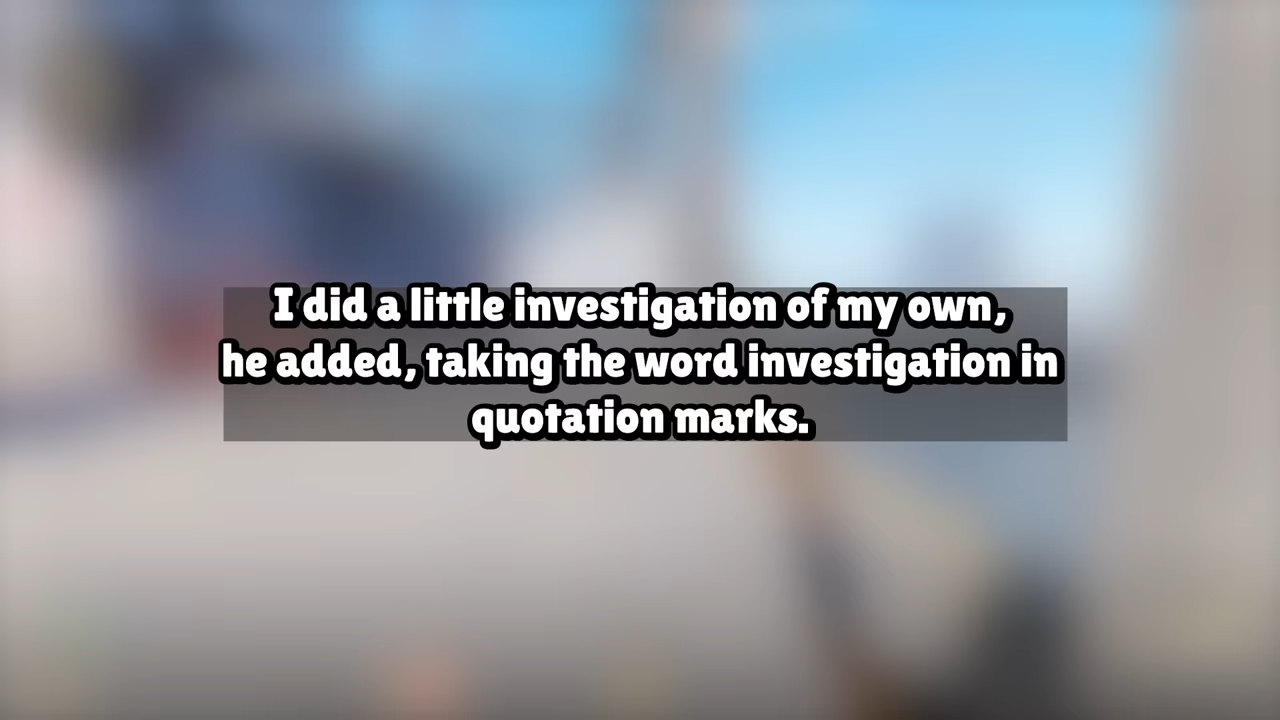 I did a little investigation of my own,
he added, taking the word investigation in
quotation marks.